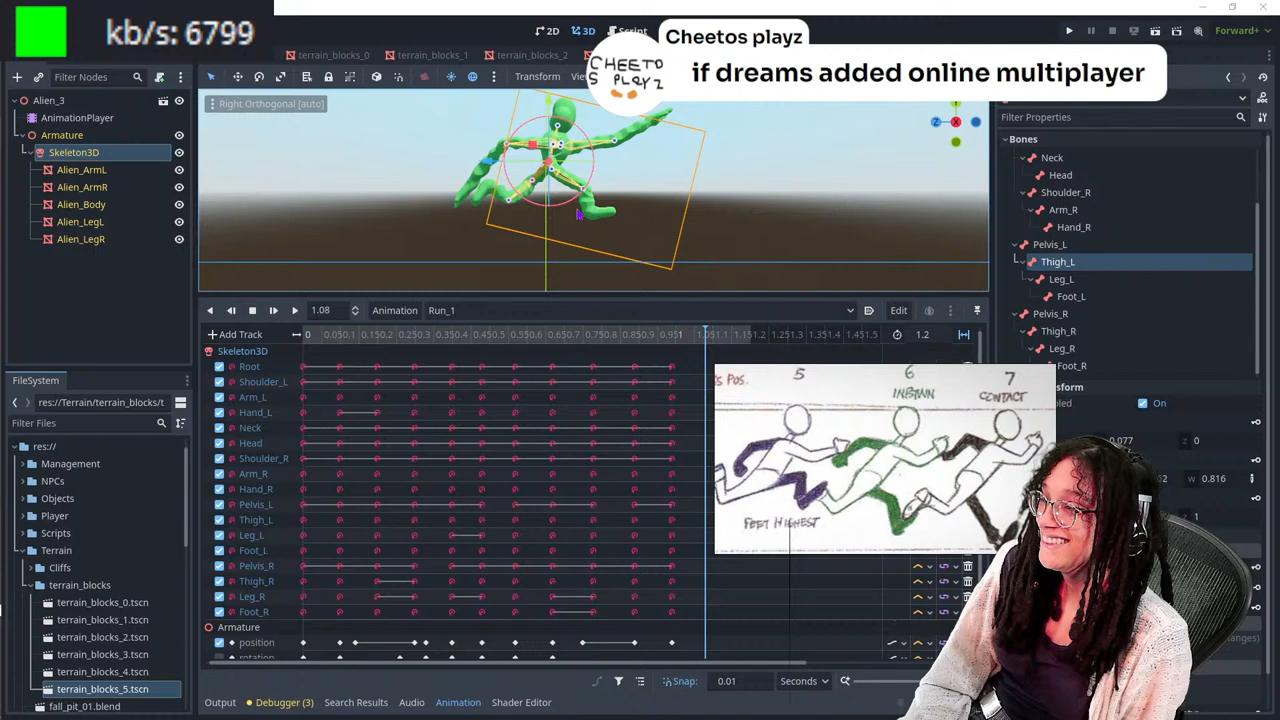 kb/s: 6799
2D
3D
Script
Forward+
Cheetos playz
CHEETO
S PLAYZ
if dreams added online multiplayer
terrain_blocks_0
terrain_blocks_1
terrain_blocks_2
Filter Nodes
Transform
Filter Properties
Alien_3
AnimationPlayer
Armature
Skeleton3D
Alien_ArmL
Alien_ArmR
Alien_Body
Alien_LegL
Alien_LegR
Right Orthogonal [auto]
Z
X
Y
Bones
Neck
Head
Shoulder_R
Arm_R
Hand_R
Pelvis_L
Thigh_L
Leg_L
Foot_L
Pelvis_R
Thigh_R
Leg_R
Foot_R
On
0.077
z 0
w 0.816
1
1.08
Animation
Run_1
Edit
Add Track
1.2
Skeleton3D
Root
Shoulder_L
Arm_L
Hand_L
Neck
Head
Shoulder_R
Arm_R
Hand_R
Pelvis_L
Thigh_L
Leg_L
Foot_L
Pelvis_R
Thigh_R
Leg_R
Foot_R
Armature
position
rotation
5
6
7
CONTACT
FEET HIGHEST
FileSystem
res://Terrain/terrain_blocks/t
Filter Files
res://
Management
NPCs
Objects
Player
Scripts
Terrain
Cliffs
terrain_blocks
terrain_blocks_0.tscn
terrain_blocks_1.tscn
terrain_blocks_2.tscn
terrain_blocks_3.tscn
terrain_blocks_4.tscn
terrain_blocks_5.tscn
fall_pit_01.blend
Snap:
0.01
Seconds
Output
Debugger (3)
Search Results
Audio
Animation
Shader Editor